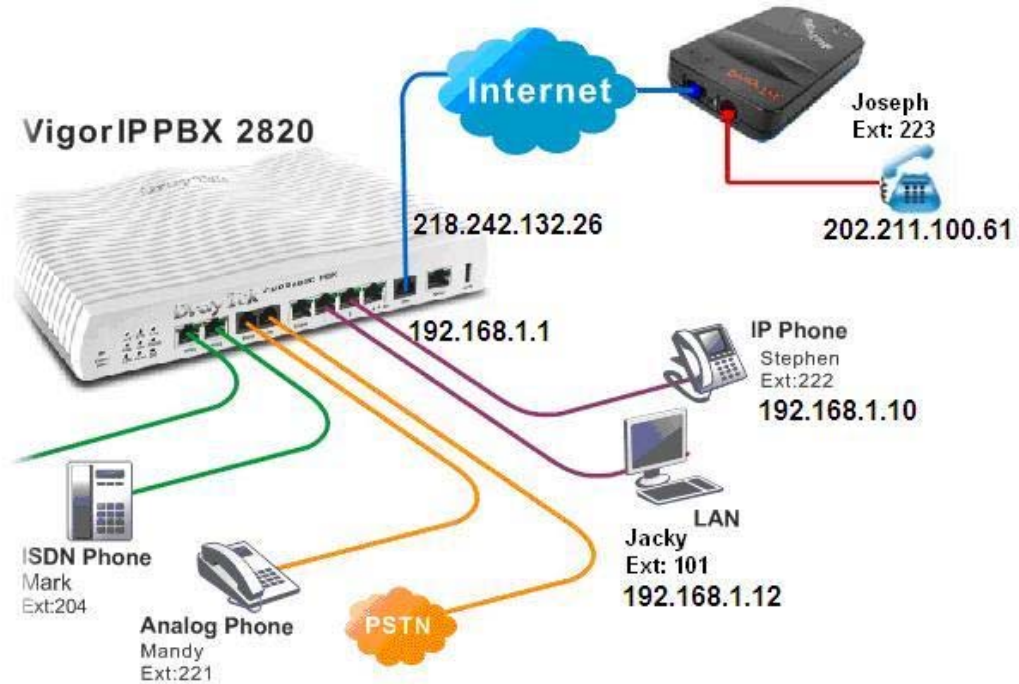 Internet
VigorIPPBX 2820
Joseph
Ext: 223
218.242.132.26
202.211.100.61
192.168.1.1
IP Phone
Stephen
Ext:222
192.168.1.10
LAN
Jacky
Ext: 101
192.168.1.12
ISDN Phone
Mark
Ext:204
Analog Phone
Mandy
Ext:221
PSTN